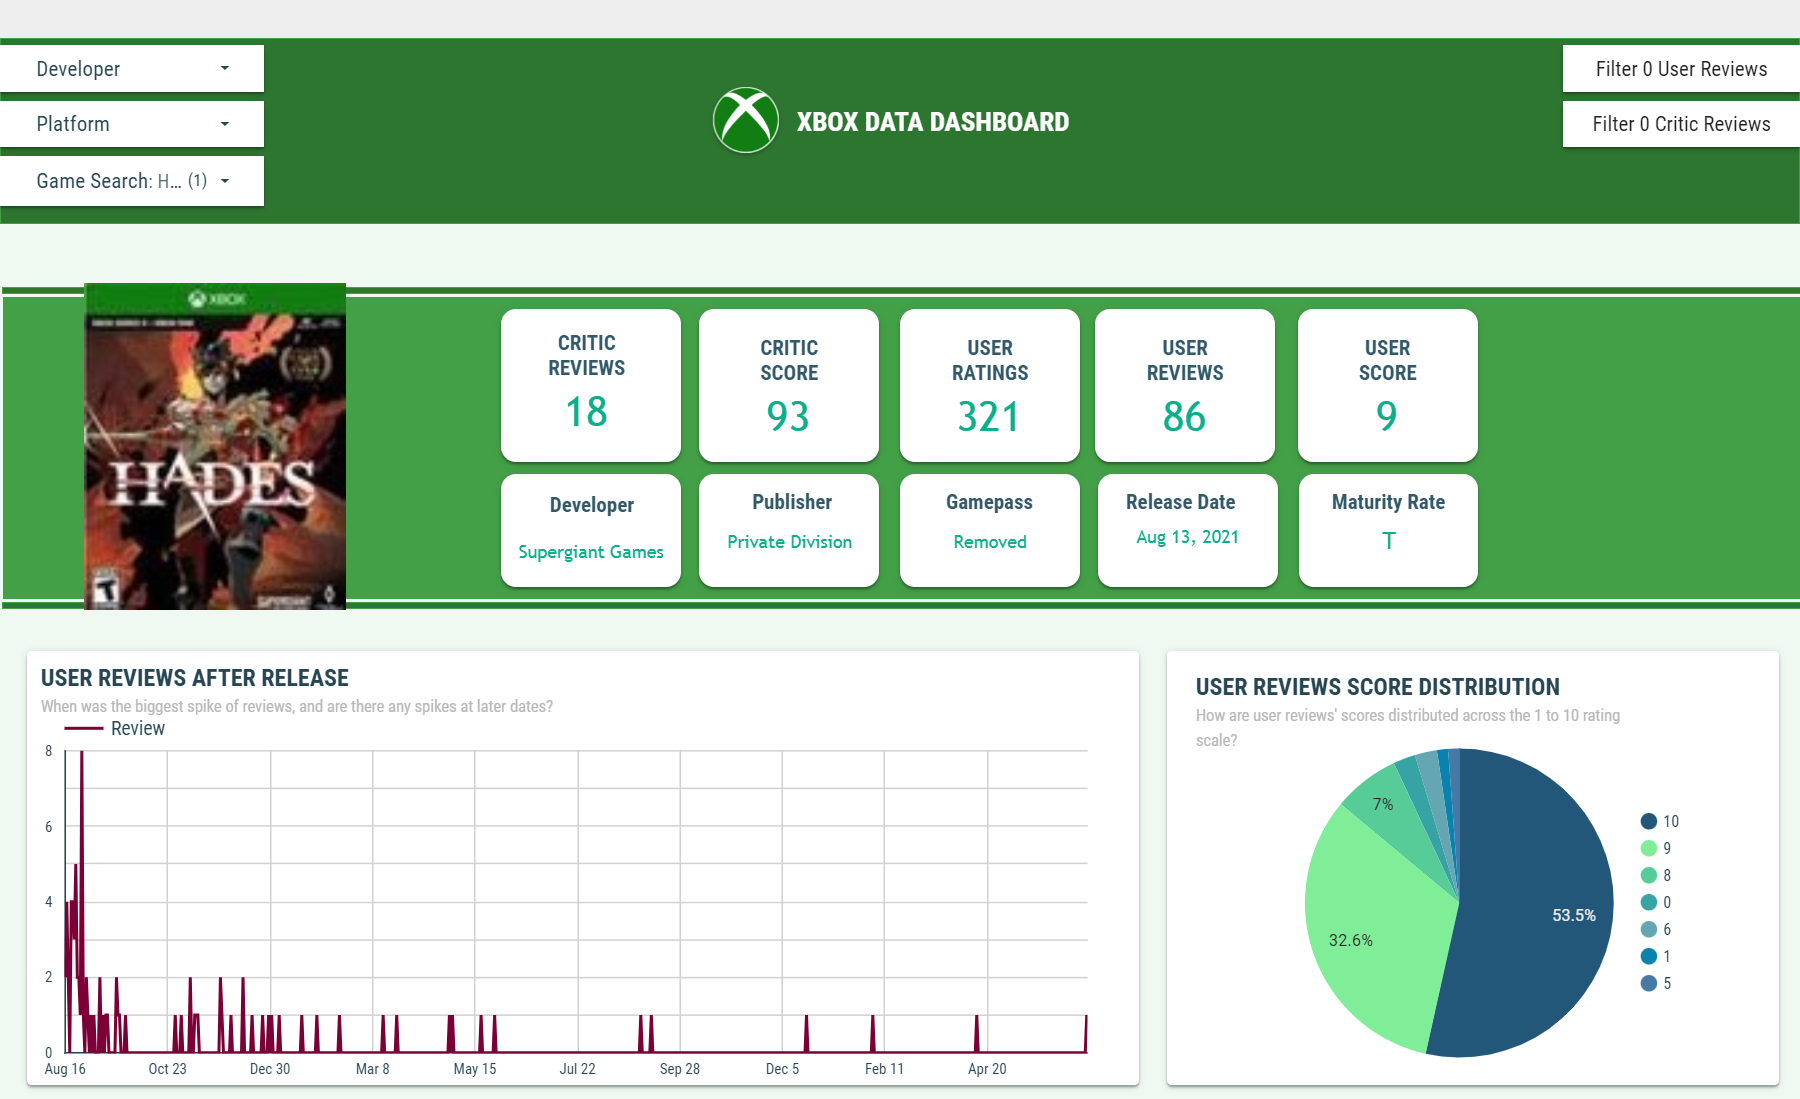 Developer
Platform
Game Search: H... (1)
XBOX DATA DASHBOARD
Filter 0 User Reviews
Filter 0 Critic Reviews
XBOX
HADES
T
CRITIC
REVIEWS
18
CRITIC
SCORE
93
USER
RATINGS
321
USER
REVIEWS
86
USER
SCORE
9
Developer
Supergiant Games
Publisher
Private Division
Gamepass
Removed
Release Date
Aug 13, 2021
Maturity Rate
T
USER REVIEWS AFTER RELEASE
When was the biggest spike of reviews, and are there any spikes at later dates?
Review
8
6
4
2
0
Aug 16 Oct 23 Dec 30 Mar 8 May 15 Jul 22 Sep 28 Dec 5 Feb 11 Apr 20
USER REVIEWS SCORE DISTRIBUTION
How are user reviews' scores distributed across the 1 to 10 rating
scale?
7%
53.5%
32.6%
10
9
8
0
6
1
5